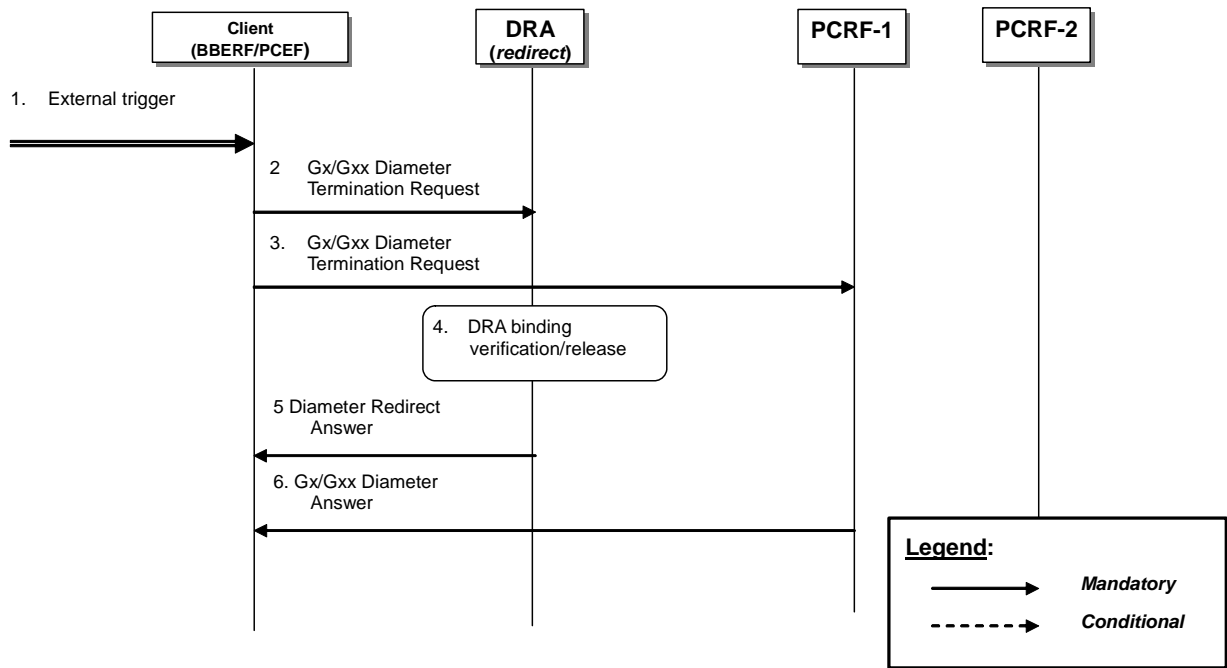 Client
(BBERF/PCEF)
DRA
(redirect)
PCRF-1
PCRF-2
1. External trigger
2 Gx/Gxx Diameter
Termination Request
3. Gx/Gxx Diameter
Termination Request
4. DRA binding
verification/release
5 Diameter Redirect
Answer
6. Gx/Gxx Diameter
Answer
Legend:
Mandatory
Conditional